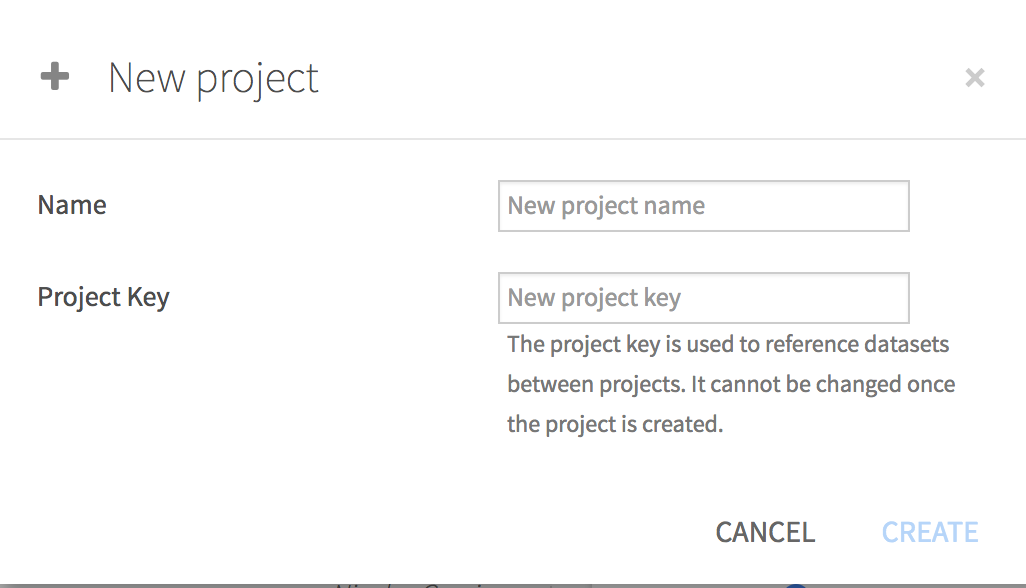 New project
Name
New project name
Project Key
New project key
The project key is used to reference datasets
between projects. It cannot be changed once
the project is created.
CANCEL
CREATE